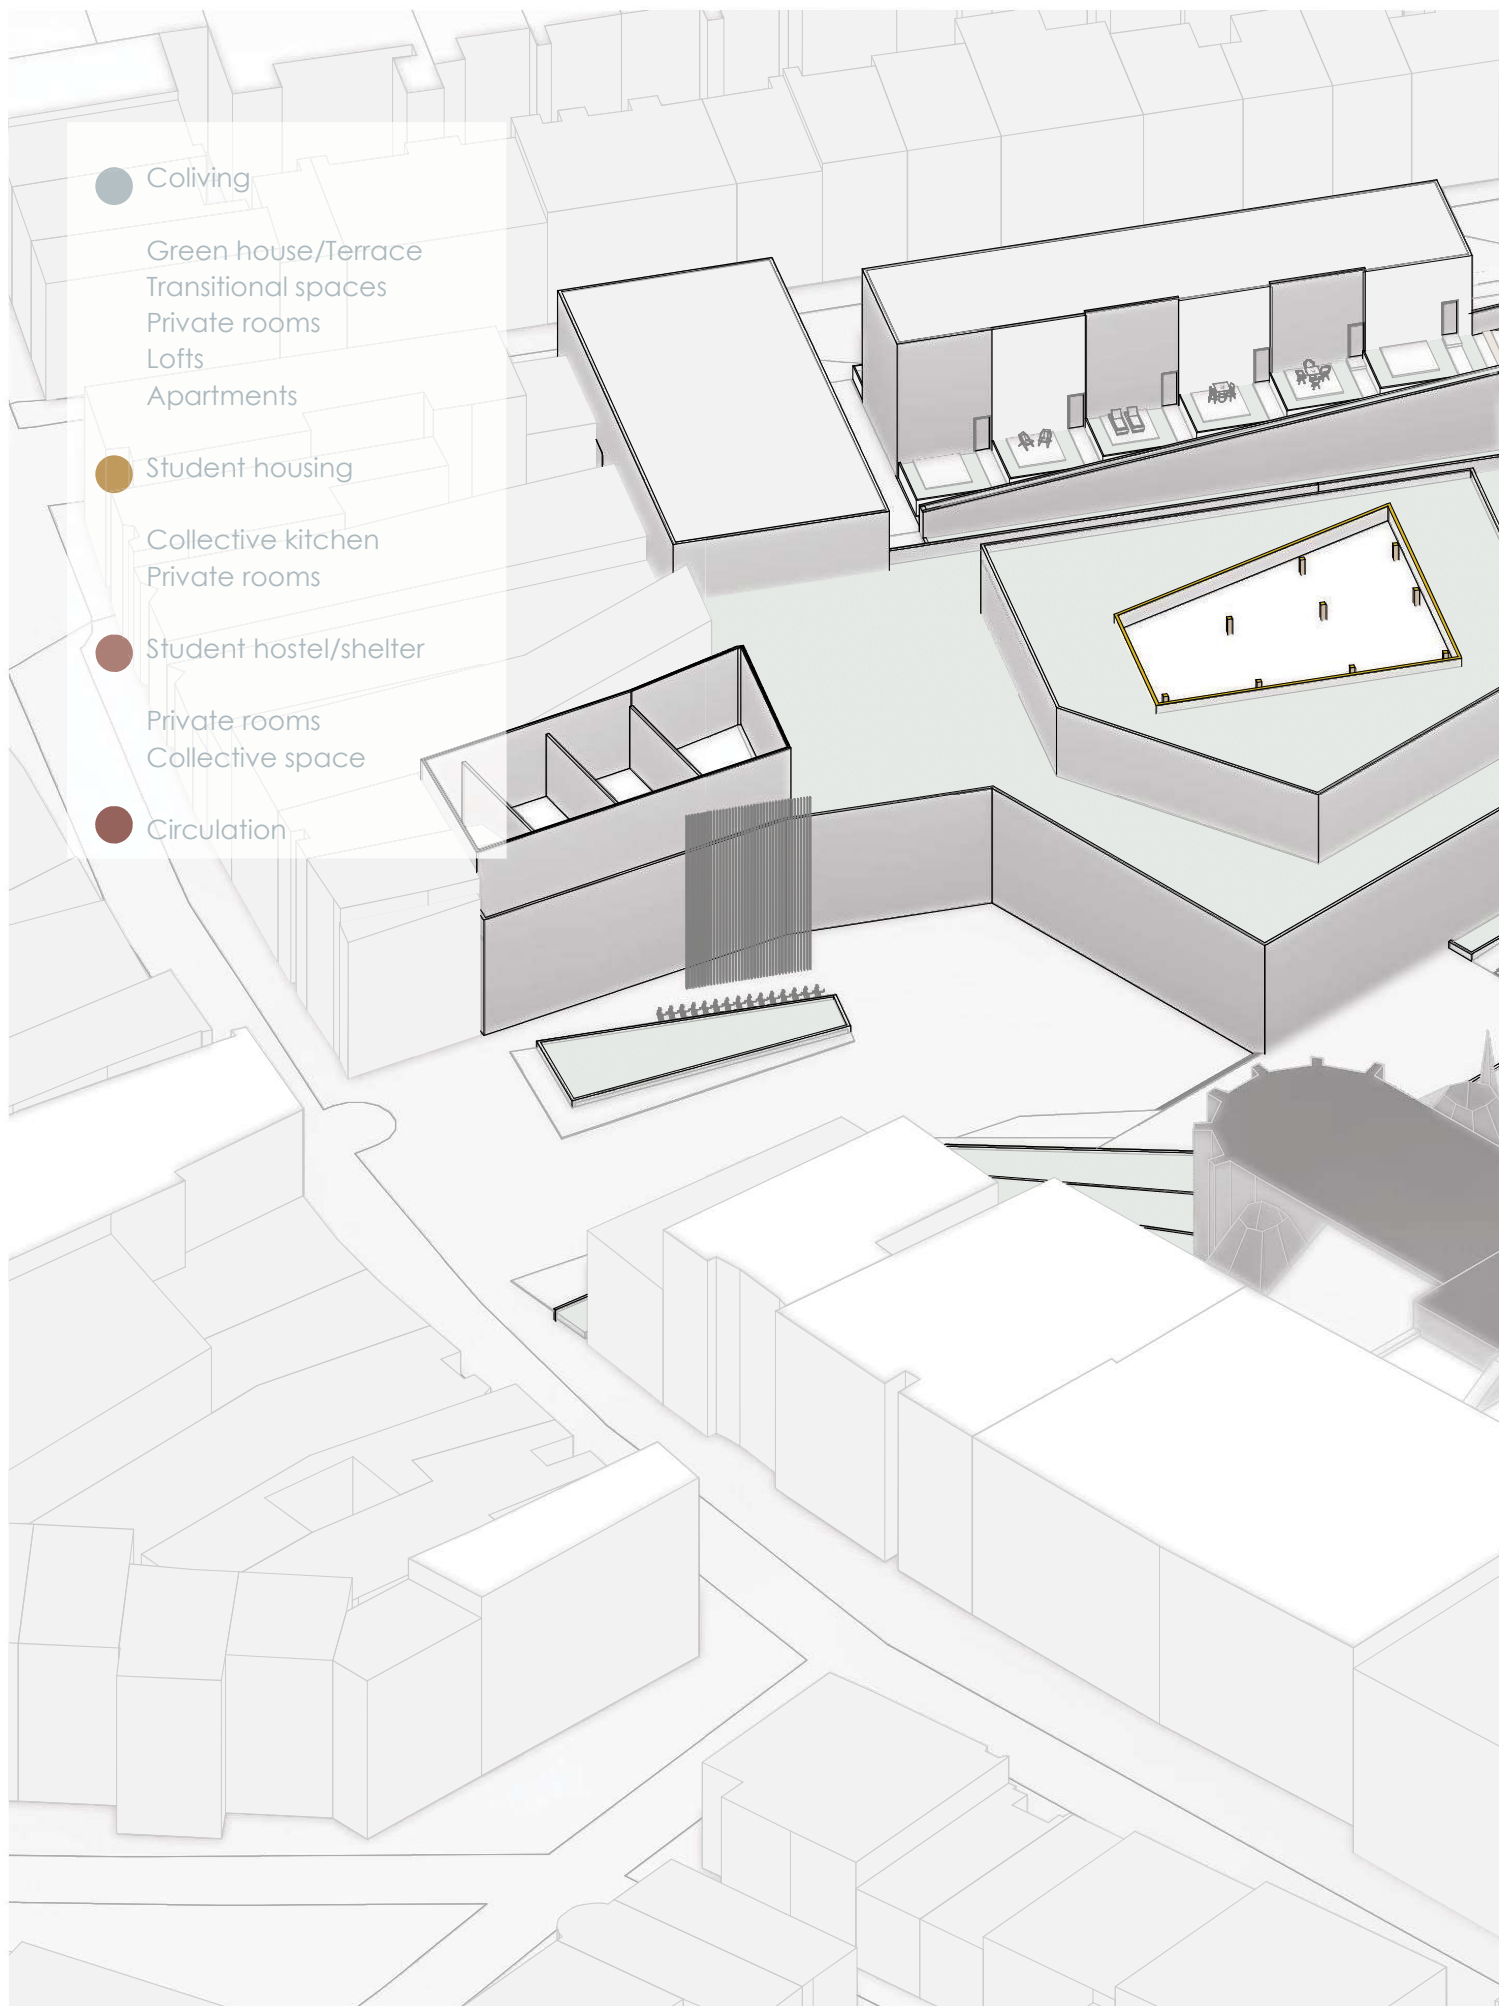 Coliving
Green house/Terrace
Transitional spaces
Private rooms
Lofts
Apartments
Student housing
Collective kitchen
Private rooms
Student hostel/shelter
Private rooms
Collective space
Circulation